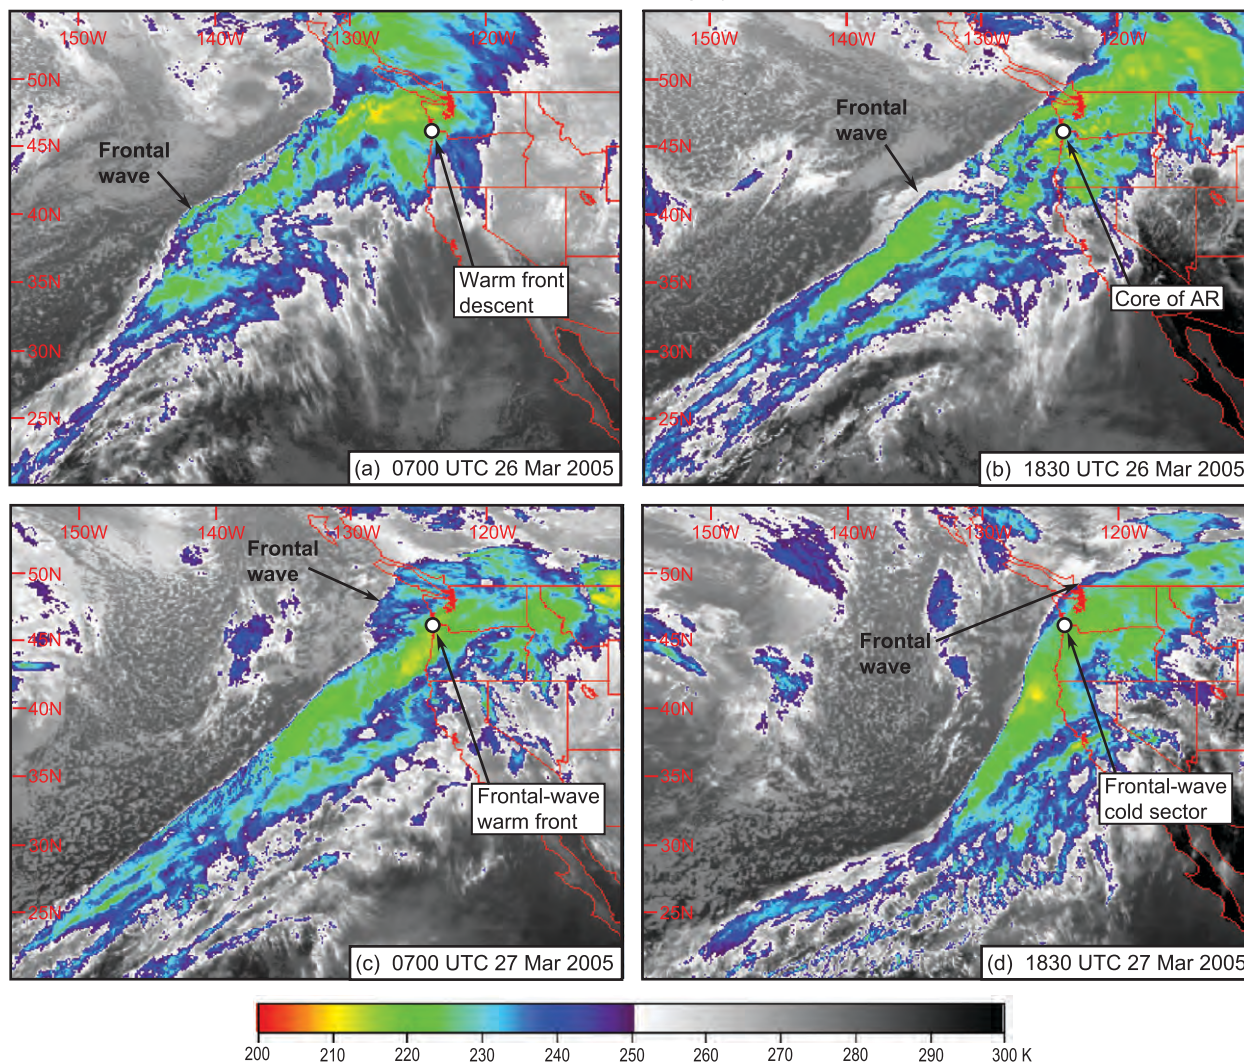 150W 140W 130W 120W
50N
45N
40N
35N
30N
25N
Frontal
wave
Warm front
descent
(a) 0700 UTC 26 Mar 2005
150W 140W 130W 120W
50N
45N
40N
35N
30N
25N
Frontal
wave
Core of AR
(b) 1830 UTC 26 Mar 2005
150W 140W 130W 120W
50N
45N
40N
35N
30N
25N
Frontal
wave
Frontal-wave
warm front
(c) 0700 UTC 27 Mar 2005
150W 140W 130W 120W
50N
45N
40N
35N
30N
25N
Frontal
wave
Frontal-wave
cold sector
(d) 1830 UTC 27 Mar 2005
200 210 220 230 240 250 260 270 280 290 300 K